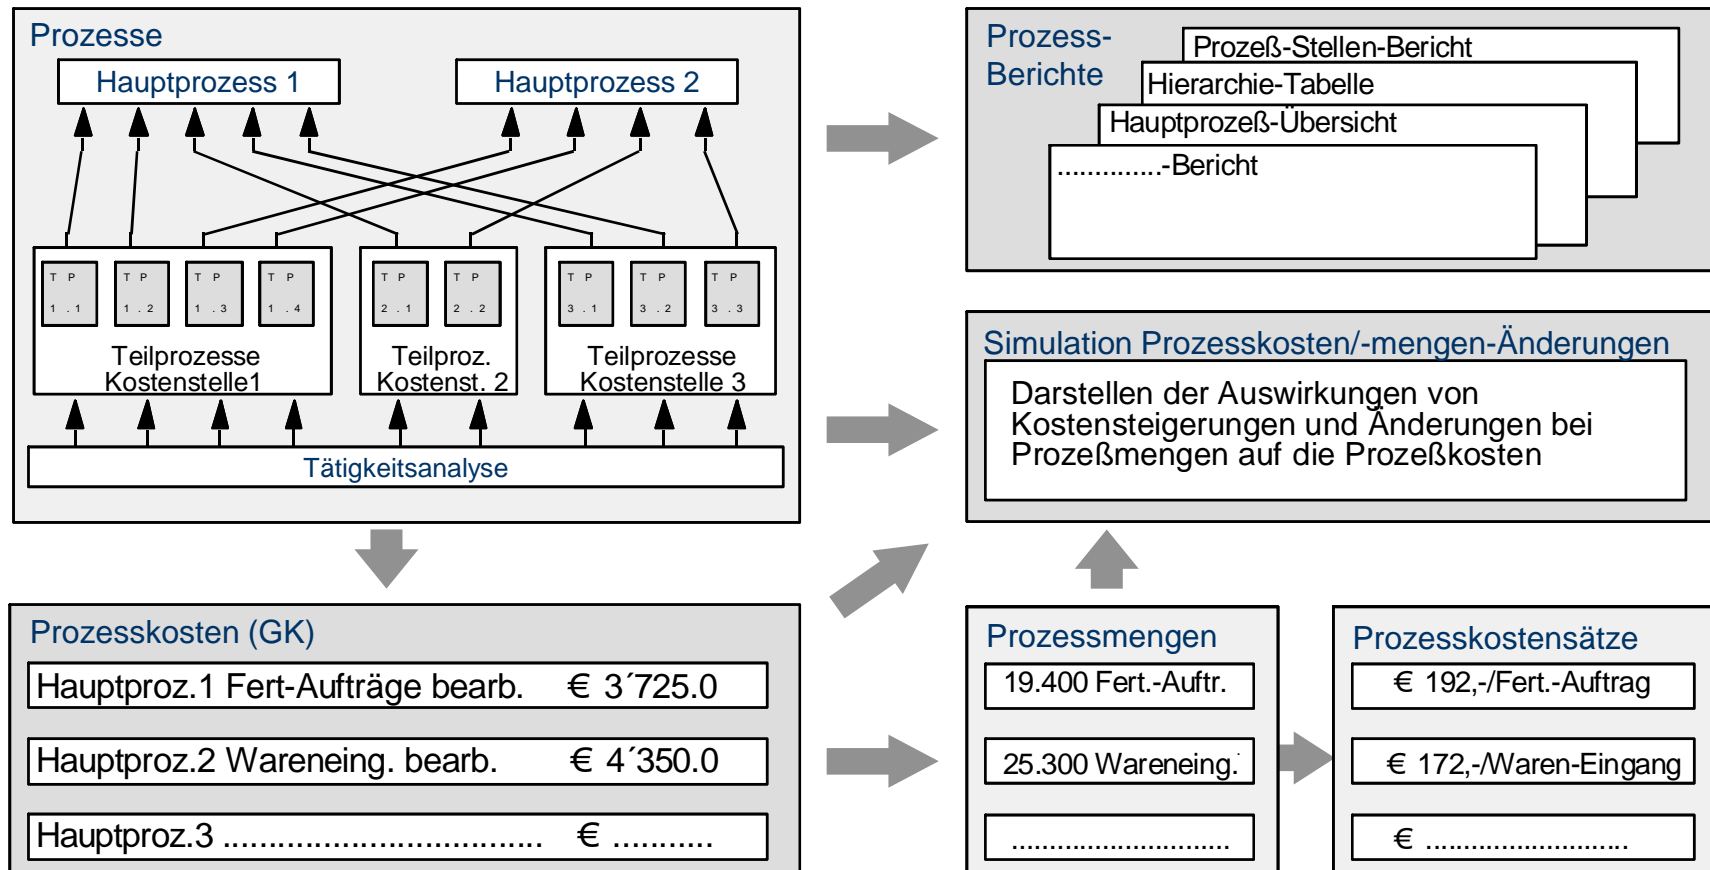 Prozesse
Hauptprozess 1
Hauptprozess 2
T P
1 . 1
T P
1 . 2
T P
1 . 3
T P
1 . 4
T P
2 . 1
T P
2 . 2
T P
3 . 1
T P
3 . 2
T P
3 . 3
Teilprozesse
Kostenstelle1
Teilproz.
Kostenst. 2
Teilprozesse
Kostenstelle 3
Tätigkeitsanalyse
Prozess-
Berichte
Prozeß-Stellen-Bericht
Hierarchie-Tabelle
Hauptprozeß-Übersicht
..............-Bericht
Simulation Prozesskosten/-mengen-Änderungen
Darstellen der Auswirkungen von
Kostensteigerungen und Änderungen bei
Prozeßmengen auf die Prozeßkosten
Prozesskosten (GK)
Hauptproz.1 Fert-Aufträge bearb. € 3´725.0
Hauptproz.2 Wareneing. bearb. € 4´350.0
Hauptproz.3 ................................... € ...........
Prozessmengen
19.400 Fert.-Auftr.
25.300 Wareneing.
..............................
Prozesskostensätze
€ 192,-/Fert.-Auftrag
€ 172,-/Waren-Eingang
€ ............................